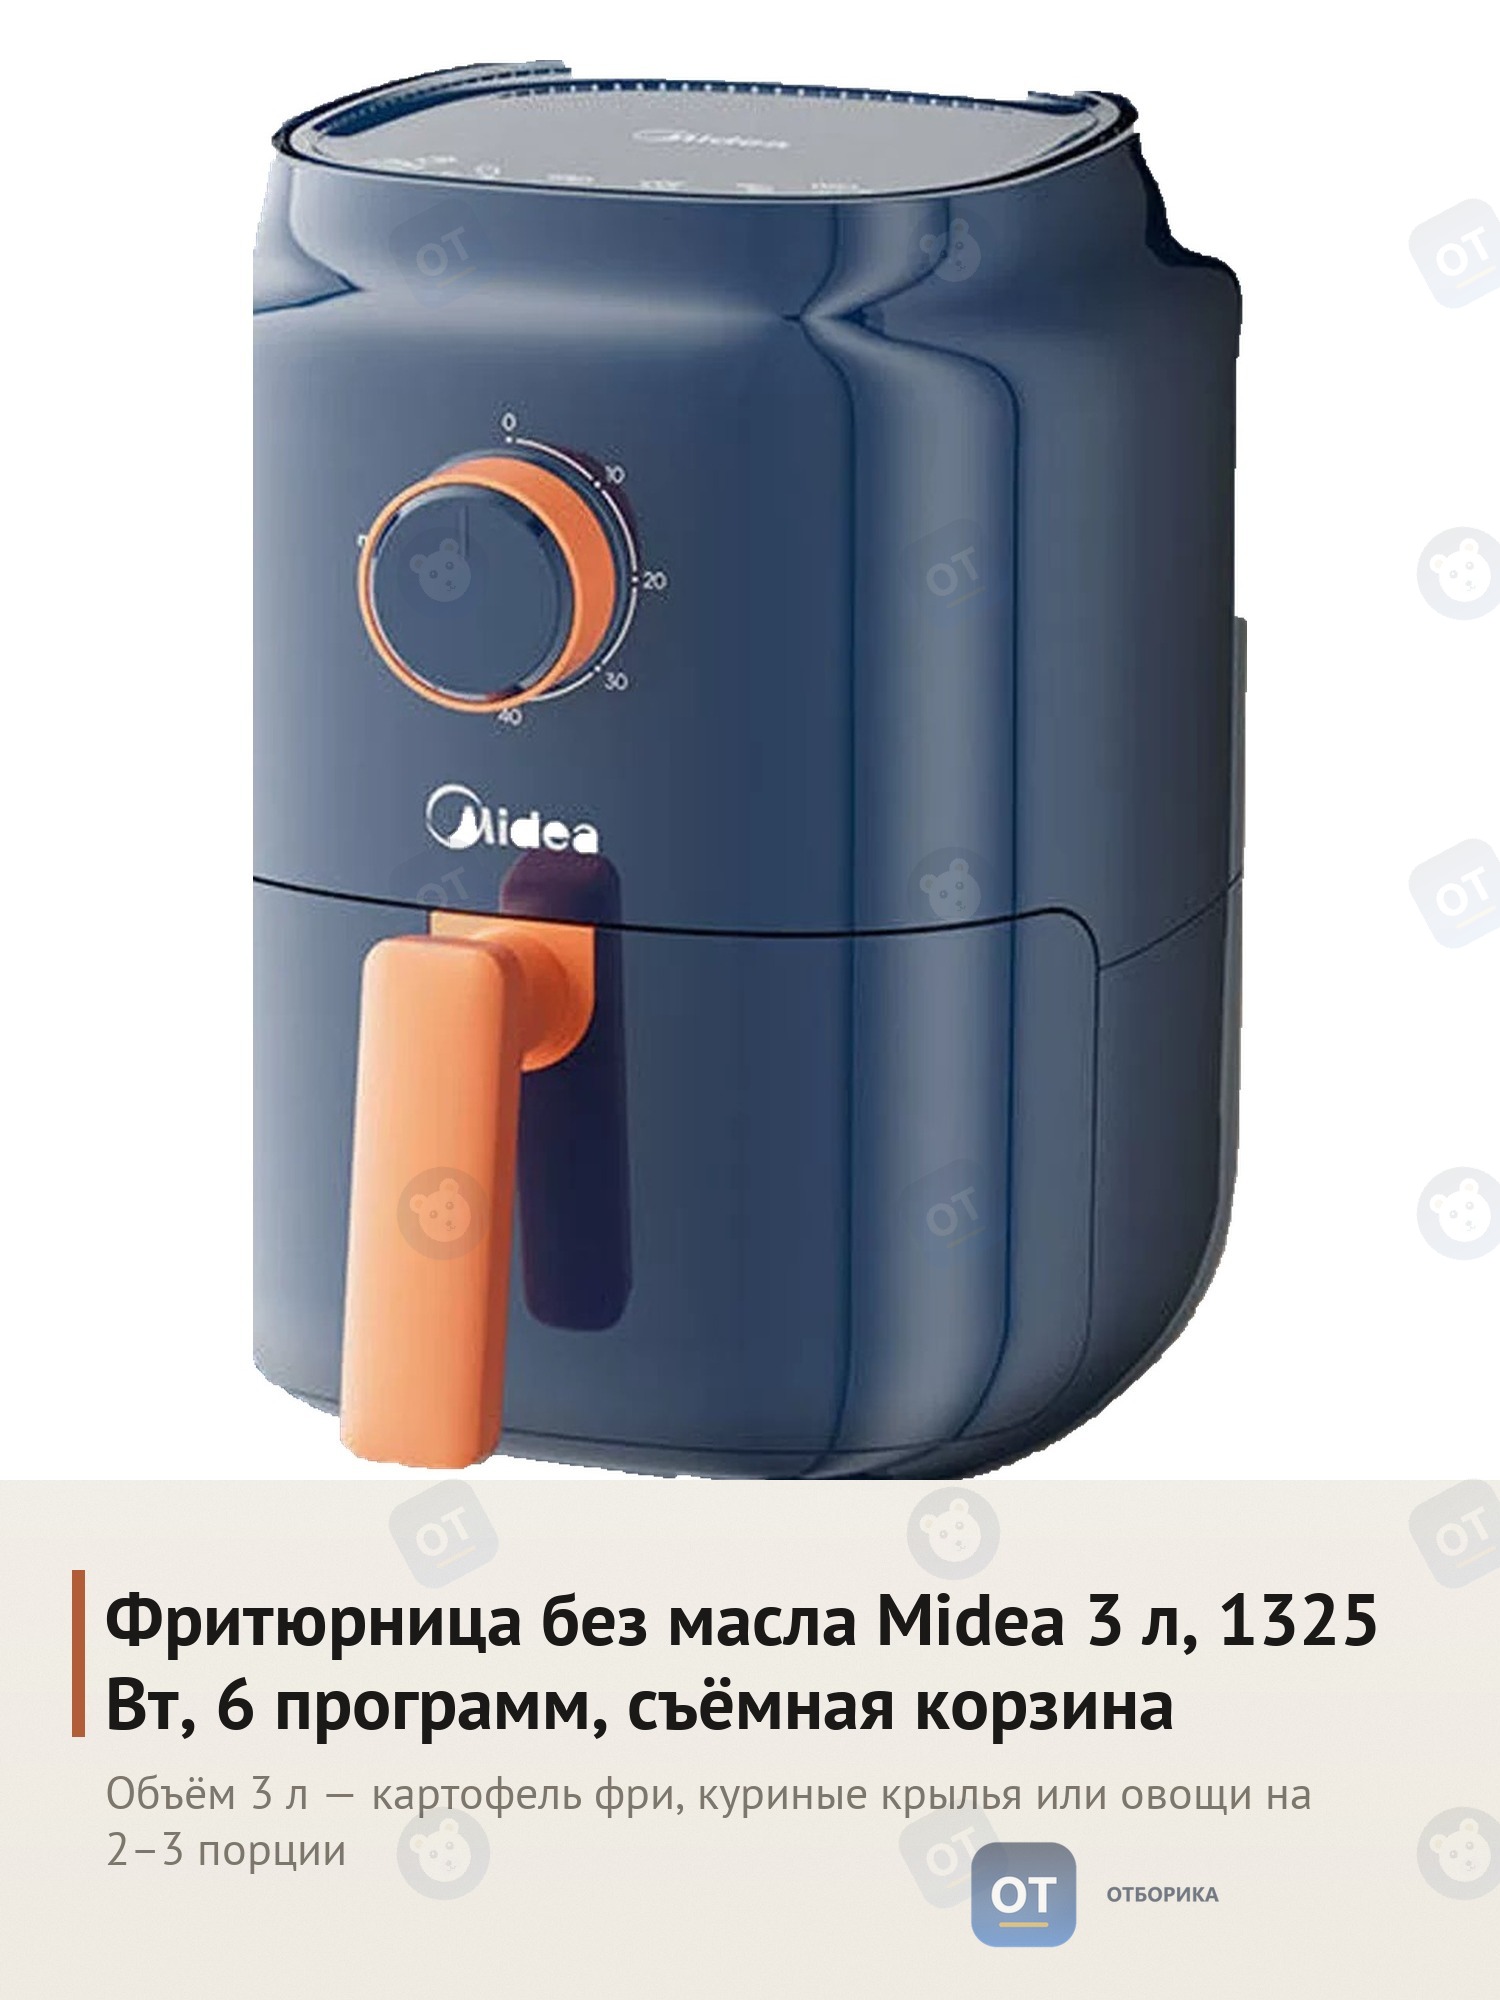 Midea
0
10
20
30
40
Midea
Фритюрница без масла Midea 3 л, 1325
Вт, 6 программ, съёмная корзина
Объём 3 л — картофель фри, куриные крылья или овощи на
2–3 порции
ОТ
ОТБОРИКА